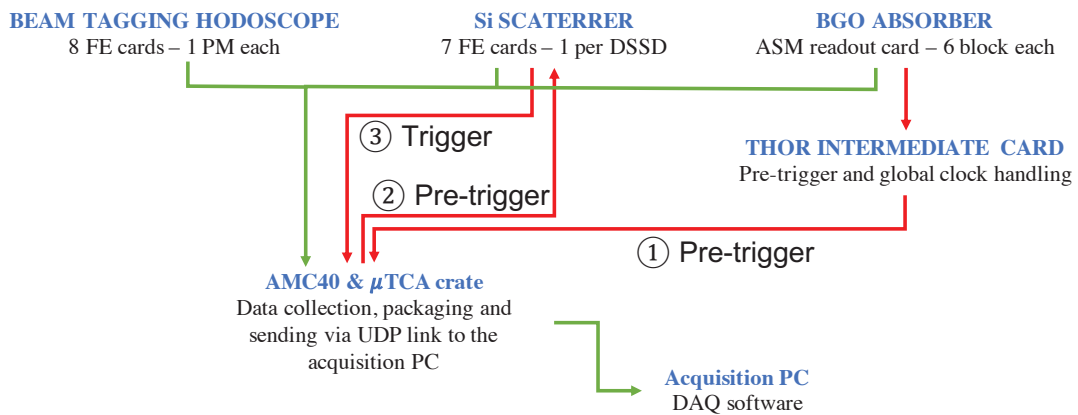 BEAM TAGGING HODOSCOPE
8 FE cards – 1 PM each
Si SCATERRER
7 FE cards – 1 per DSSD
BGO ABSORBER
ASM readout card – 6 block each
③ Trigger
THOR INTERMEDIATE CARD
Pre-trigger and global clock handling
② Pre-trigger
① Pre-trigger
AMC40 & μTCA crate
Data collection, packaging and
sending via UDP link to the
acquisition PC
Acquisition PC
DAQ software